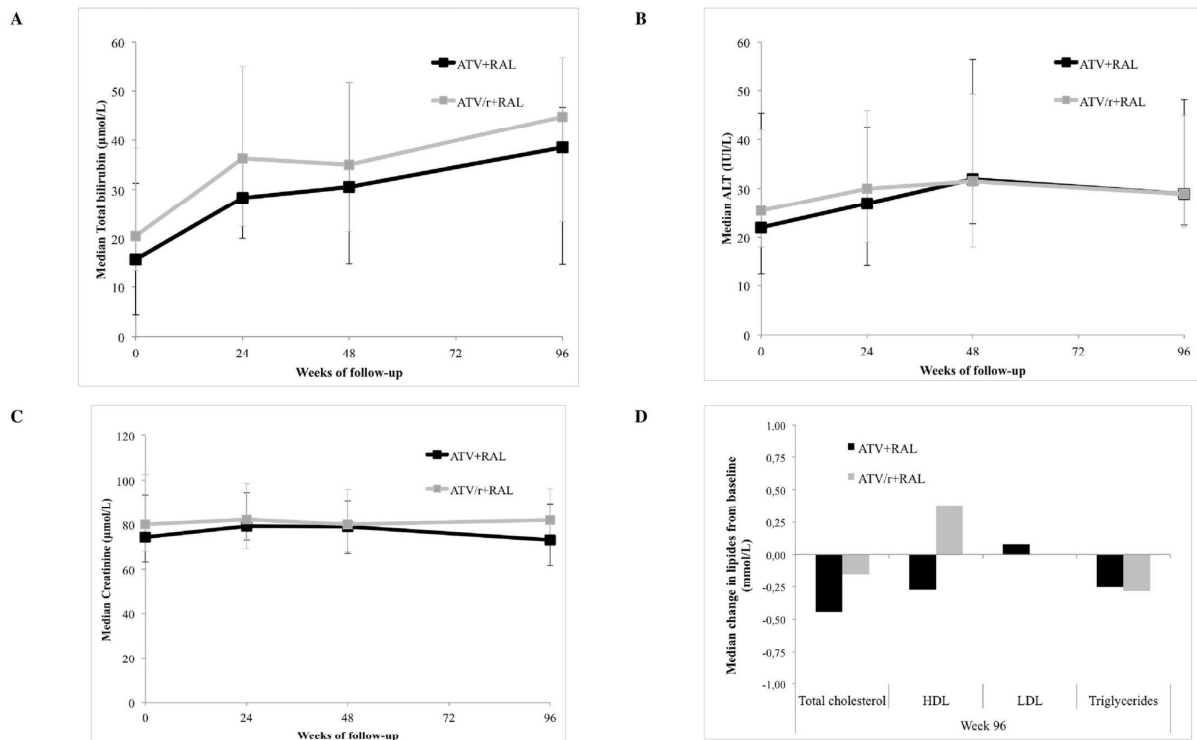 A
Median Total bilirubin (µmol/L)
60
50
40
30
20
10
0
ATV+RAL
ATV/r+RAL
0 24 48 72 96
Weeks of follow-up
B
Median ALT (IUI/L)
60
50
40
30
20
10
0
ATV+RAL
ATV/r+RAL
0 24 48 72 96
Weeks of follow-up
C
Median Creatinine (µmol/L)
120
100
80
60
40
20
0
ATV+RAL
ATV/r+RAL
0 24 48 72 96
Weeks of follow-up
D
Median change in lipides from baseline
(mmol/L)
1,00
0,75
0,50
0,25
0,00
-0,25
-0,50
-0,75
-1,00
ATV+RAL
ATV/r+RAL
Total cholesterol HDL LDL Triglycerides
Week 96